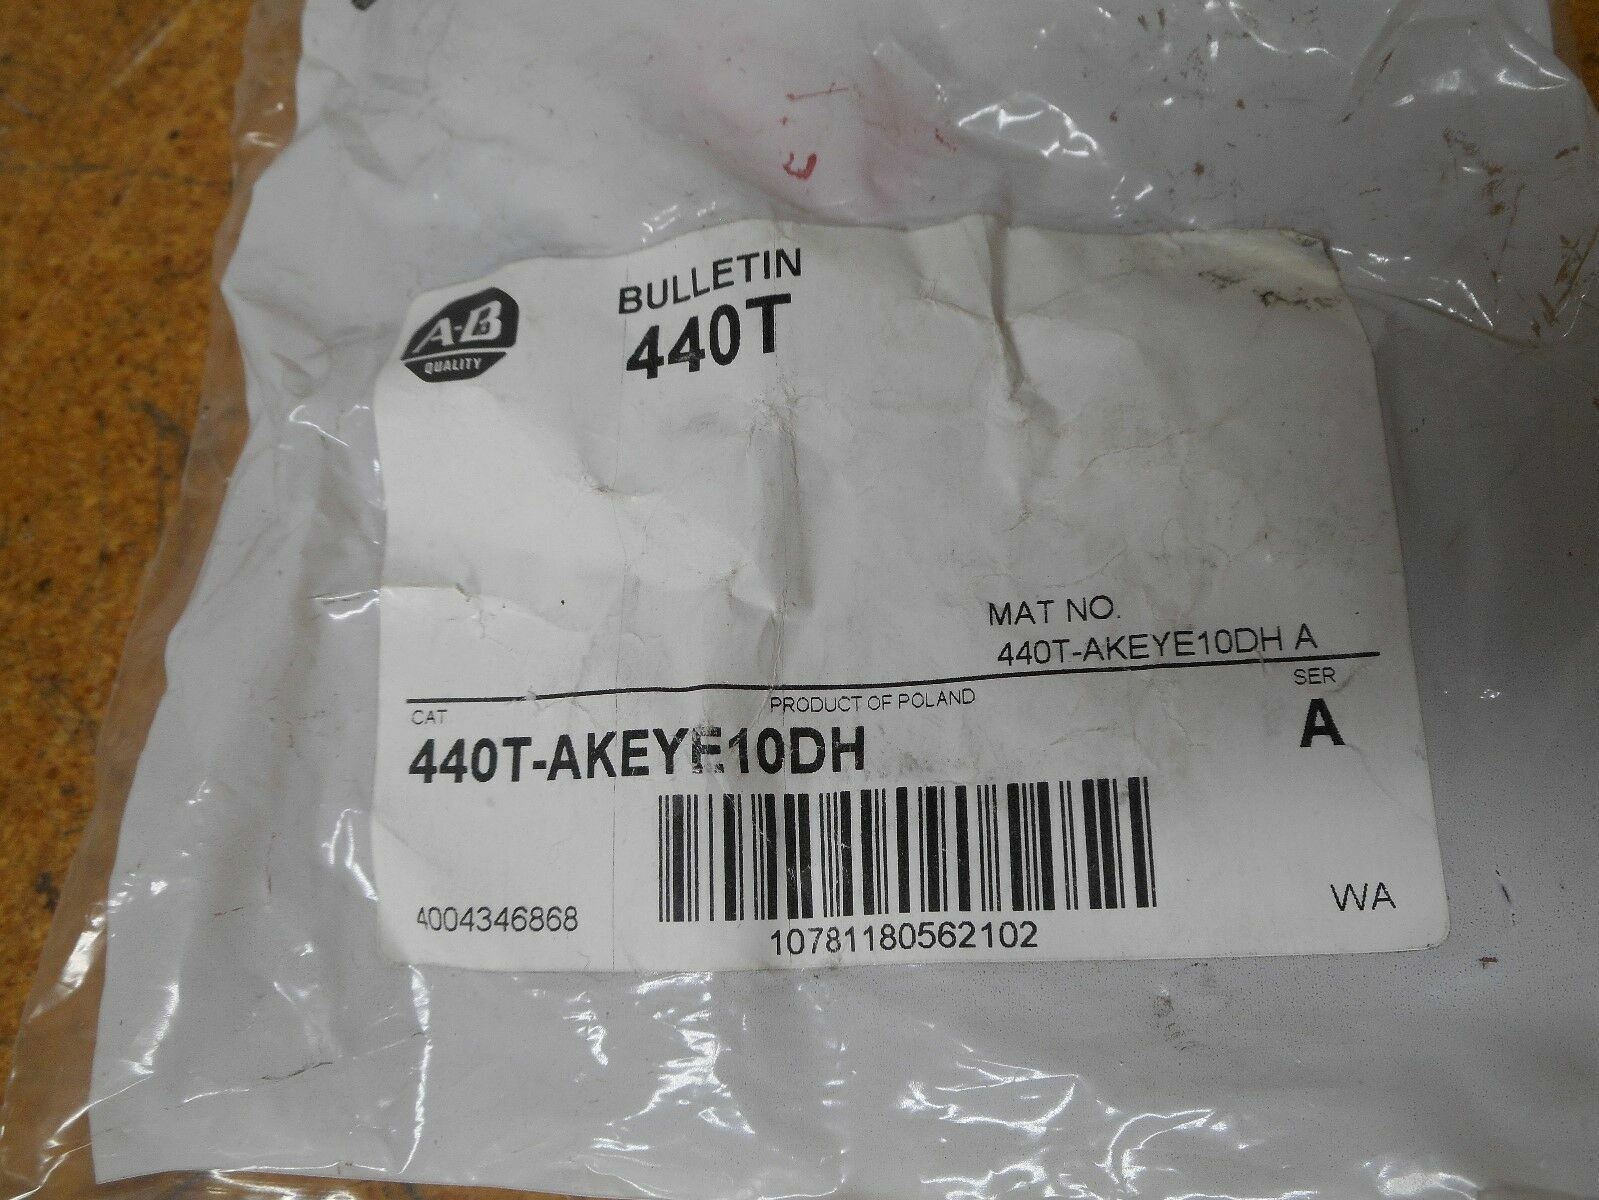 A-B
QUALITY
BULLETIN
440T
MAT NO.
440T-AKEYE10DH A
CAT
PRODUCT OF POLAND
SER
440T-AKEYE10DH
A
4004346868
10781180562102
WA